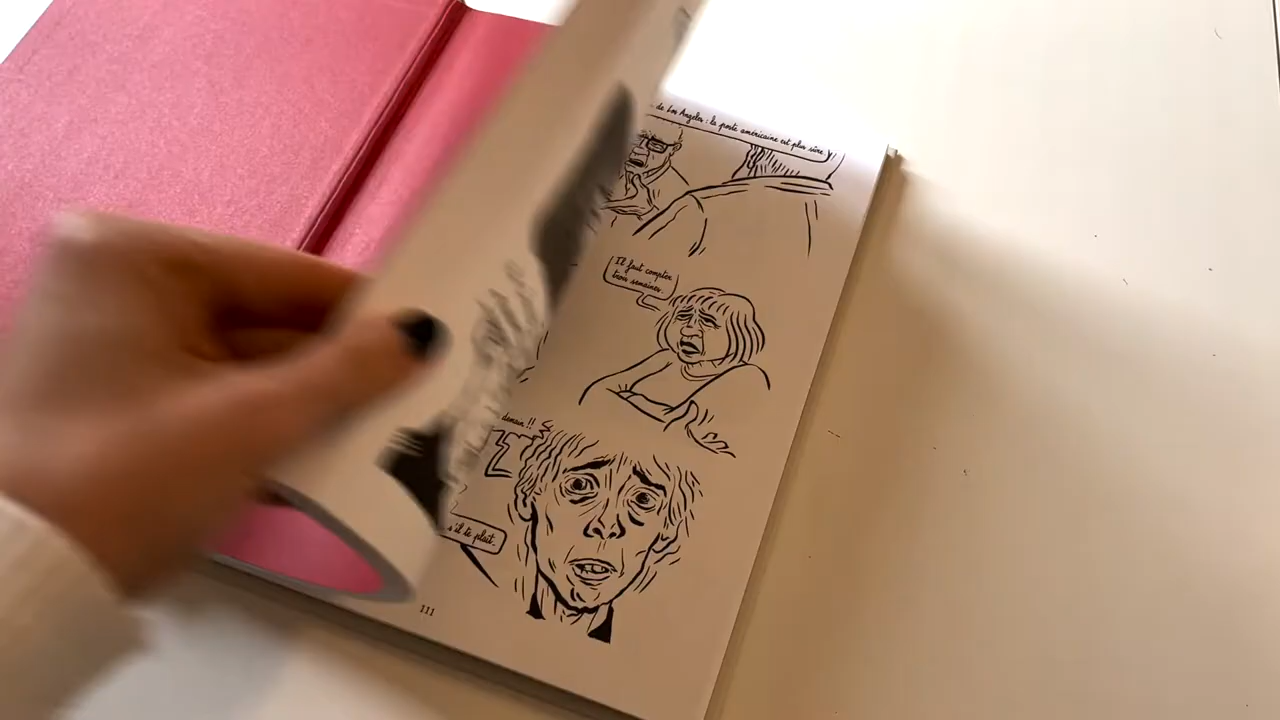 de Los Angeles : la poste américaine est plus sûre.
Il faut compter
trois semaines.
demain !!
s'il te plaît.
111